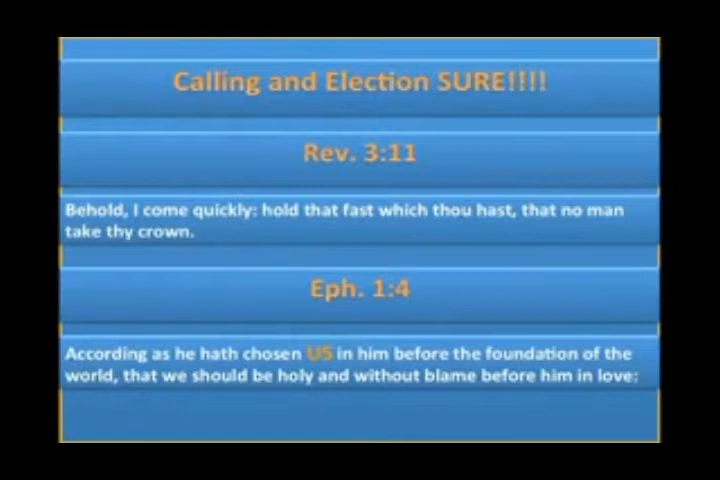 Calling and Election SURE!!!!
Rev. 3:11
Behold, I come quickly: hold that fast which thou hast, that no man
take thy crown.
Eph. 1:4
According as he hath chosen US in him before the foundation of the
world, that we should be holy and without blame before him in love: